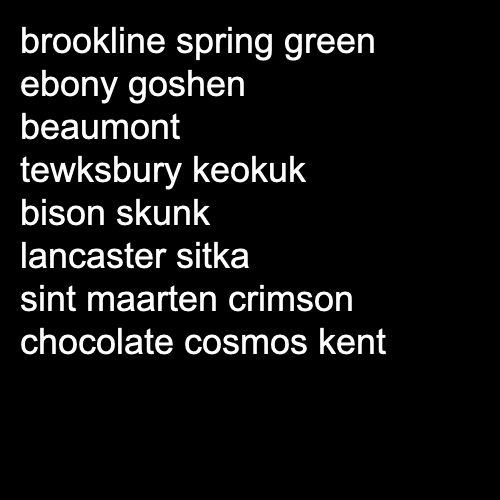 brookline spring green
ebony goshen
beaumont
tewksbury keokuk
bison skunk
lancaster sitka
sint maarten crimson
chocolate cosmos kent